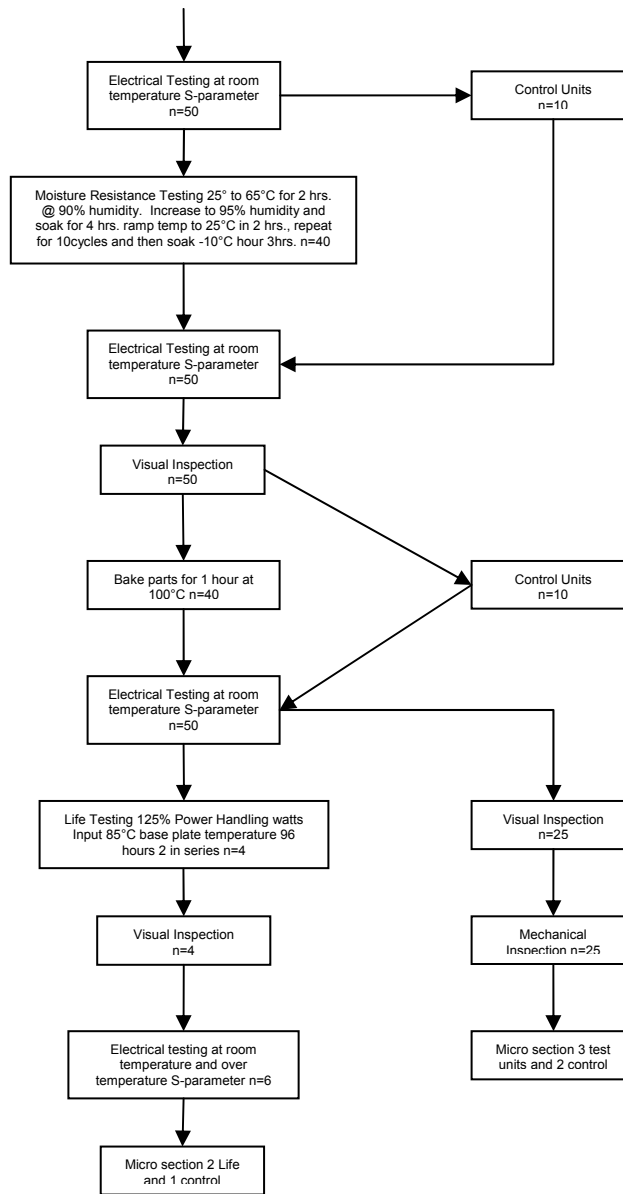 Electrical Testing at room
temperature S-parameter
n=50
Control Units
n=10
Moisture Resistance Testing 25° to 65°C for 2 hrs.
@ 90% humidity.  Increase to 95% humidity and
soak for 4 hrs. ramp temp to 25°C in 2 hrs., repeat
for 10cycles and then soak -10°C hour 3hrs. n=40
Electrical Testing at room
temperature S-parameter
n=50
Visual Inspection
n=50
Bake parts for 1 hour at
100°C n=40
Control Units
n=10
Electrical Testing at room
temperature S-parameter
n=50
Life Testing 125% Power Handling watts
Input 85°C base plate temperature 96
hours 2 in series n=4
Visual Inspection
n=25
Visual Inspection
n=4
Mechanical
Inspection n=25
Electrical testing at room
temperature and over
temperature S-parameter n=6
Micro section 3 test
units and 2 control
Micro section 2 Life
and 1 control